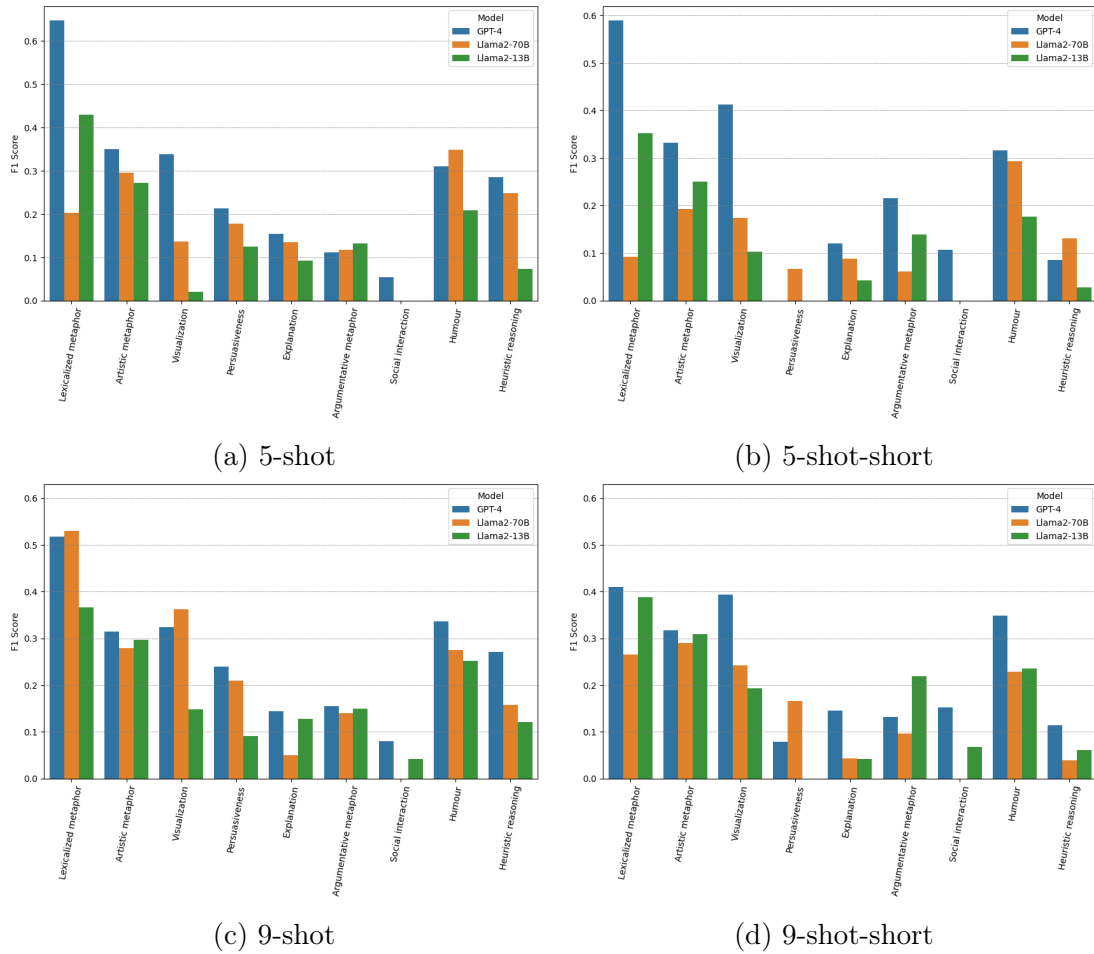 Model
GPT-4
Llama2-70B
Llama2-13B
0.6
0.5
0.4
0.3
0.2
0.1
0.0
F1 Score
Lexicalized metaphor
Artistic metaphor
Visualization
Persuasiveness
Explanation
Argumentative metaphor
Social interaction
Humour
Heuristic reasoning
(a) 5-shot
Model
GPT-4
Llama2-70B
Llama2-13B
0.6
0.5
0.4
0.3
0.2
0.1
0.0
F1 Score
Lexicalized metaphor
Artistic metaphor
Visualization
Persuasiveness
Explanation
Argumentative metaphor
Social interaction
Humour
Heuristic reasoning
(b) 5-shot-short
Model
GPT-4
Llama2-70B
Llama2-13B
0.6
0.5
0.4
0.3
0.2
0.1
0.0
F1 Score
Lexicalized metaphor
Artistic metaphor
Visualization
Persuasiveness
Explanation
Argumentative metaphor
Social interaction
Humour
Heuristic reasoning
(c) 9-shot
Model
GPT-4
Llama2-70B
Llama2-13B
0.6
0.5
0.4
0.3
0.2
0.1
0.0
F1 Score
Lexicalized metaphor
Artistic metaphor
Visualization
Persuasiveness
Explanation
Argumentative metaphor
Social interaction
Humour
Heuristic reasoning
(d) 9-shot-short